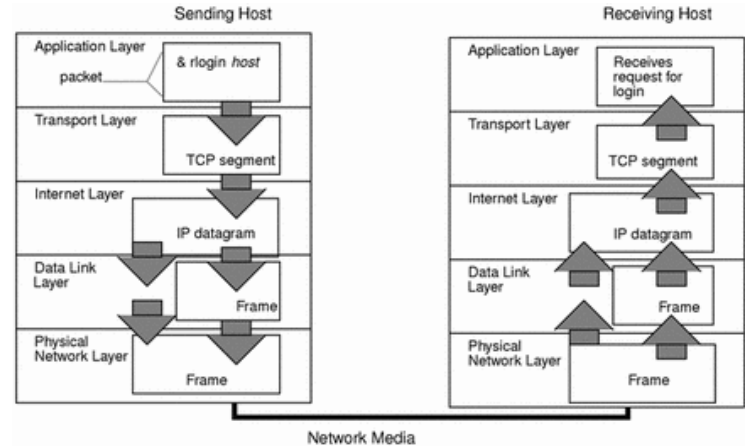 Sending Host
Application Layer
& rlogin host
packet
Transport Layer
TCP segment
Internet Layer
IP datagram
Data Link
Layer
Frame
Physical
Network Layer
Frame
Receiving Host
Application Layer
Receives
request for
login
Transport Layer
TCP segment
Internet Layer
IP datagram
Data Link
Layer
Frame
Physical
Network Layer
Frame
Network Media